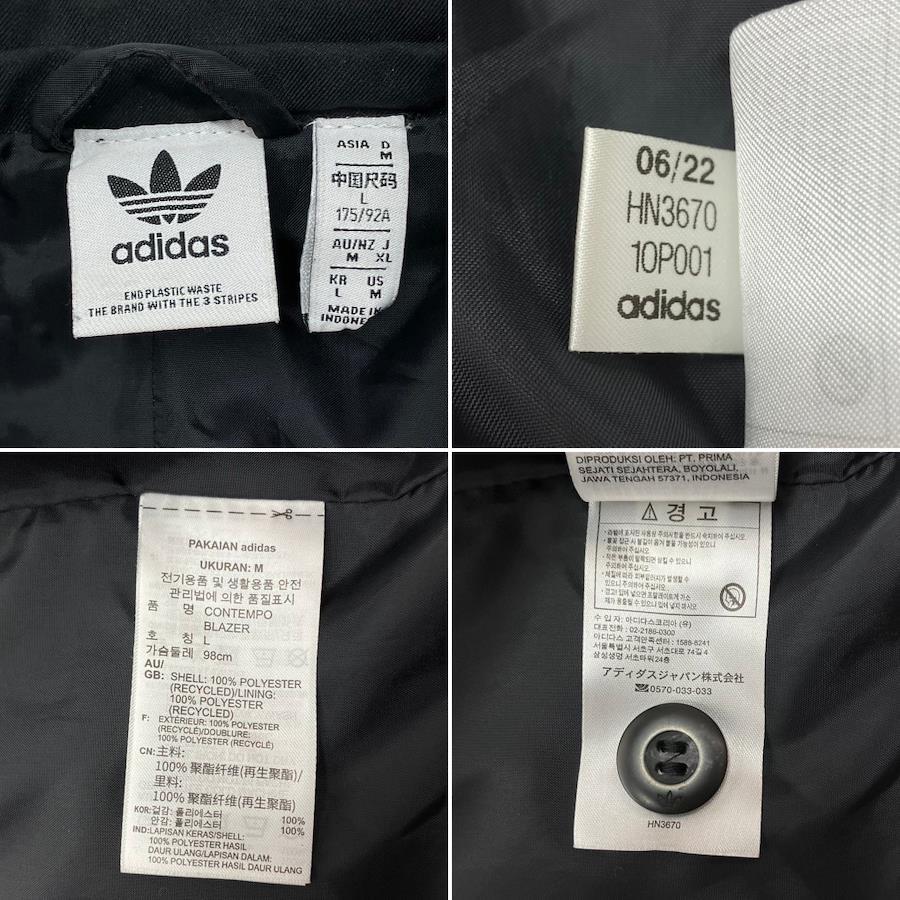 adidas
END PLASTIC WASTE
THE BRAND WITH THE 3 STRIPES
ASIA D
M
中国尺码
L
175/92A
AU/NZ J
M XL
KR US
L M
MADE IN
06/22
HN3670
10P001
adidas
PAKAIAN adidas
UKURAN: M
전기용품 및 생활용품 안전
관리법에 의한 품질표시
품 명 CONTEMPO
BLAZER
호 칭 L
가슴둘레 98cm
AU/
GB: SHELL: 100% POLYESTER
(RECYCLED)/LINING:
100% POLYESTER
(RECYCLED)
F: EXTÉRIEUR: 100% POLYESTER
(RECYCLÉ)/DOUBLURE:
100% POLYESTER (RECYCLÉ)
CN: 主料:
100% 聚酯纤维(再生聚酯)/
里料:
100% 聚酯纤维(再生聚酯)
KOR: 겉감: 폴리에스터 100%
안감: 폴리에스터 100%
IND: LAPISAN KERAS/SHELL:
100% POLYESTER HASIL
DAUR ULANG/LAPISAN DALAM:
100% POLYESTER HASIL DAUR ULANG
DIPRODUKSI OLEH: PT. PRIMA
SEJATI SEJAHTERA, BOYOLALI,
JAWA TENGAH 57371, INDONESIA
경 고
수 입 자: 아디다스코리아 (유)
대표전화 : 02-2186-0300
아디다스 고객만족센터 : 1588-8241
서울특별시 서초구 서초대로 74길 4
삼성생명 서초타워24층
アディダスジャパン株式会社
0570-033-033
HN3670